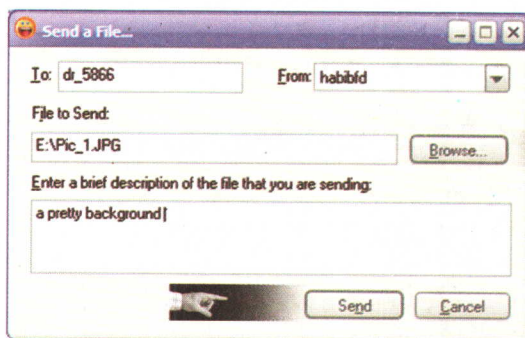 Send a File...
To: dr_5866 From: habibfd
File to Send:
E:\Pic_1.JPG Browse...
Enter a brief description of the file that you are sending:
a pretty background
Send Cancel